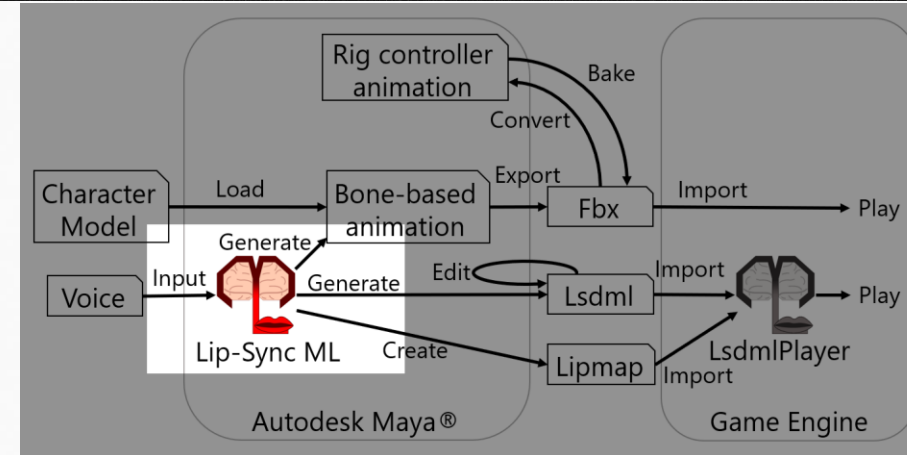 Rig controller
animation
Bake
Convert
Character
Model
Load
Bone-based
animation
Export
Fbx
Import
Play
Generate
Voice
Input
Generate
Edit
Lsdml
Import
Play
Lip-Sync ML
Create
Lipmap
Import
LsdmlPlayer
Autodesk Maya®
Game Engine